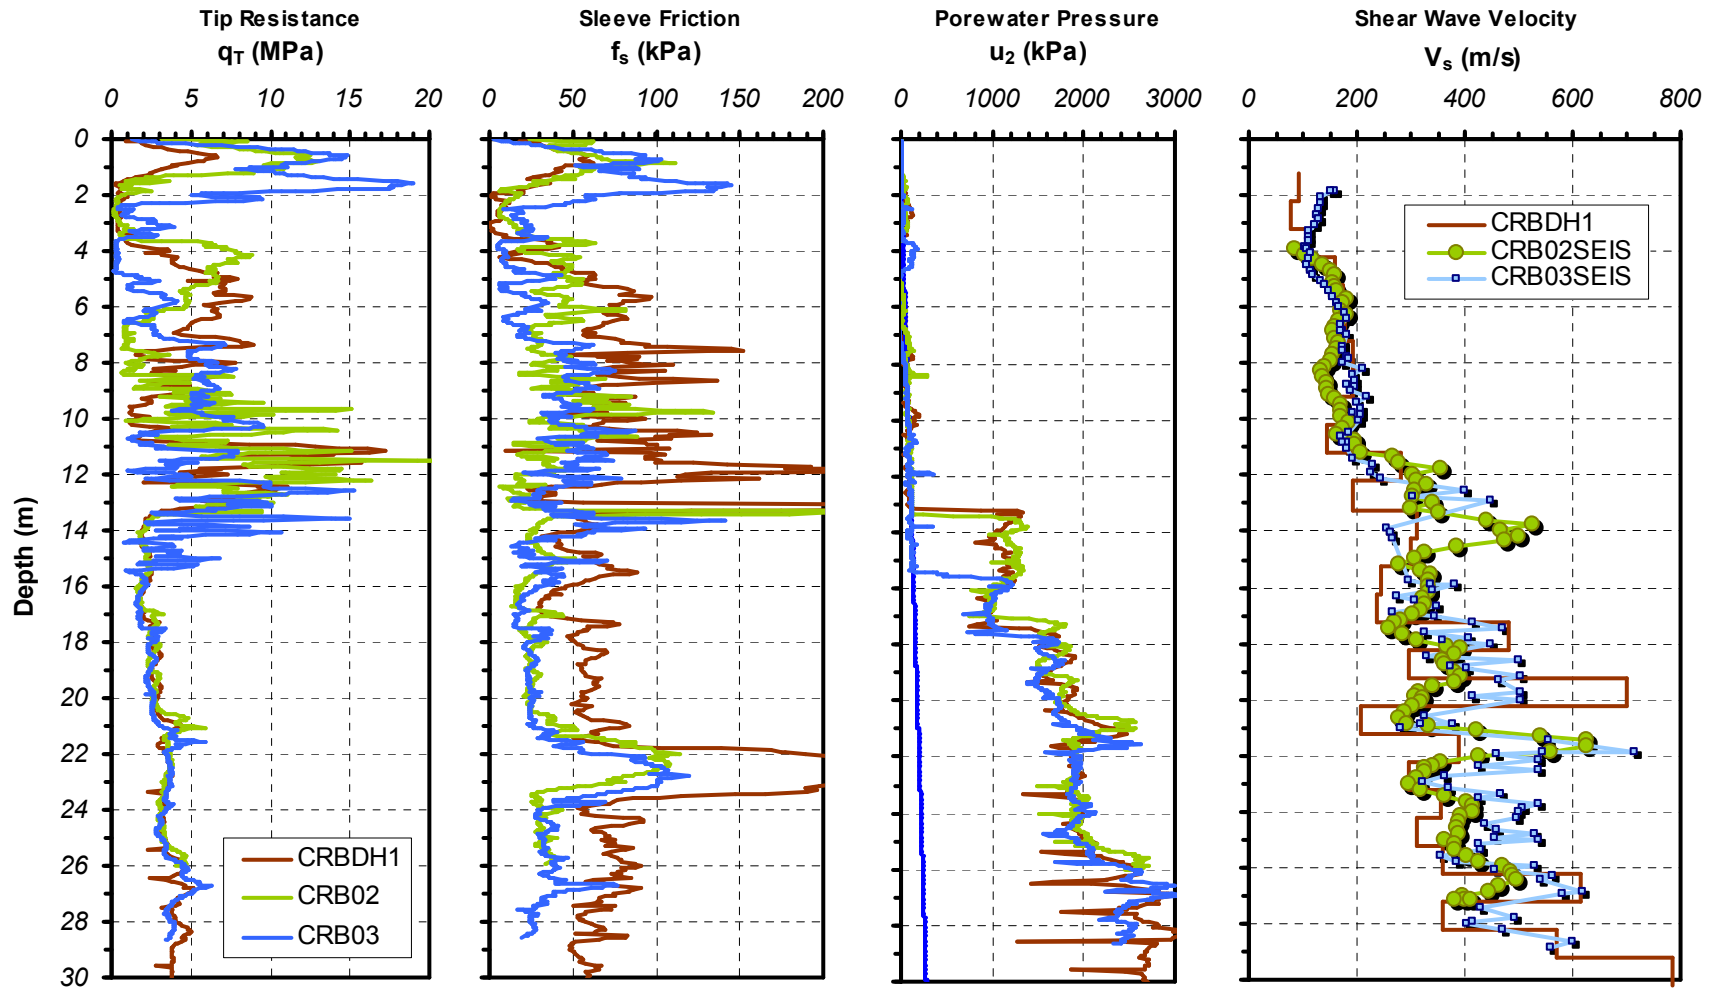 Tip Resistance
qT (MPa)
0 5 10 15 20
Sleeve Friction
fs (kPa)
0 50 100 150 200
Porewater Pressure
u2 (kPa)
0 1000 2000 3000
Shear Wave Velocity
Vs (m/s)
0 200 400 600 800
Depth (m)
0
2
4
6
8
10
12
14
16
18
20
22
24
26
28
30
CRBDH1
CRB02
CRB03
CRBDH1
CRB02SEIS
CRB03SEIS